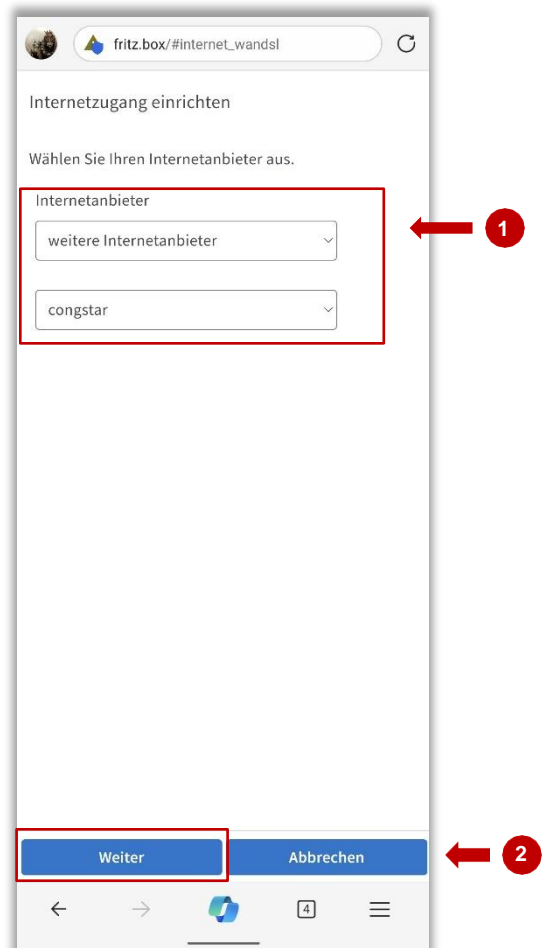 fritz.box/#internet_wandsl
Internetzugang einrichten
Wählen Sie Ihren Internetanbieter aus.
Internetanbieter
weitere Internetanbieter
1
congstar
Weiter
Abbrechen
2
4